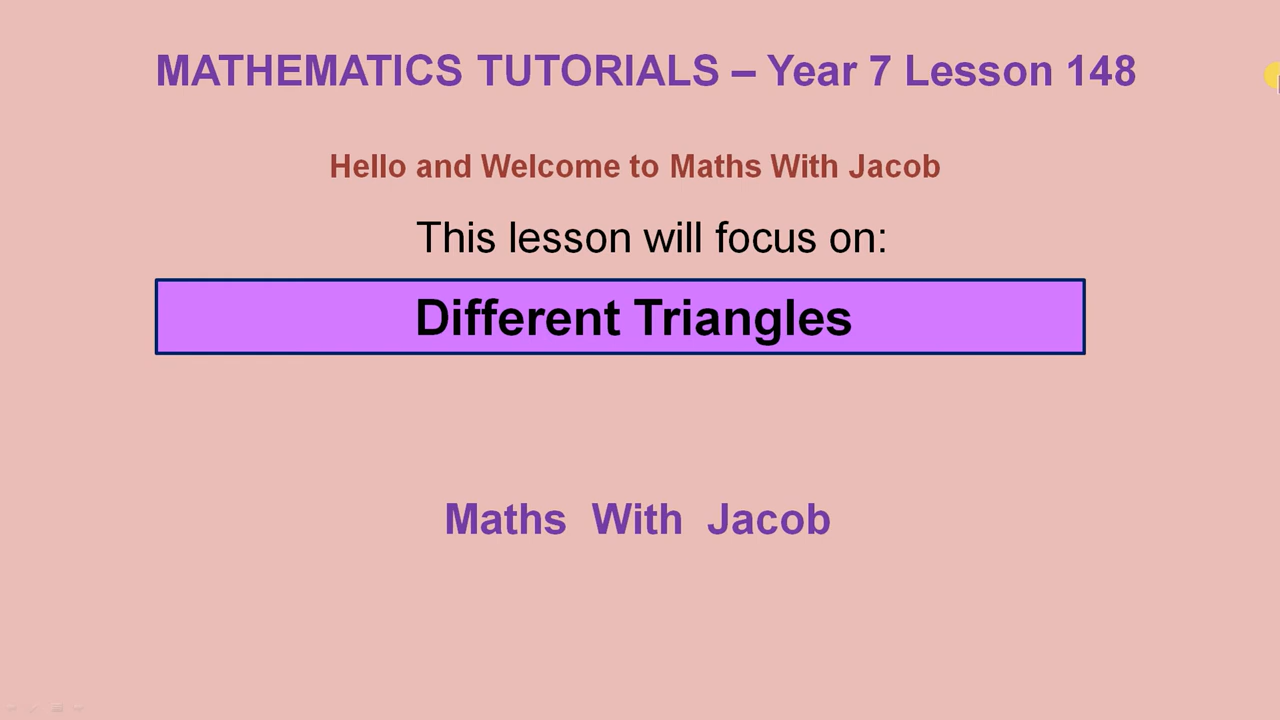 MATHEMATICS TUTORIALS – Year 7 Lesson 148
Hello and Welcome to Maths With Jacob
This lesson will focus on:
Different Triangles
Maths With Jacob